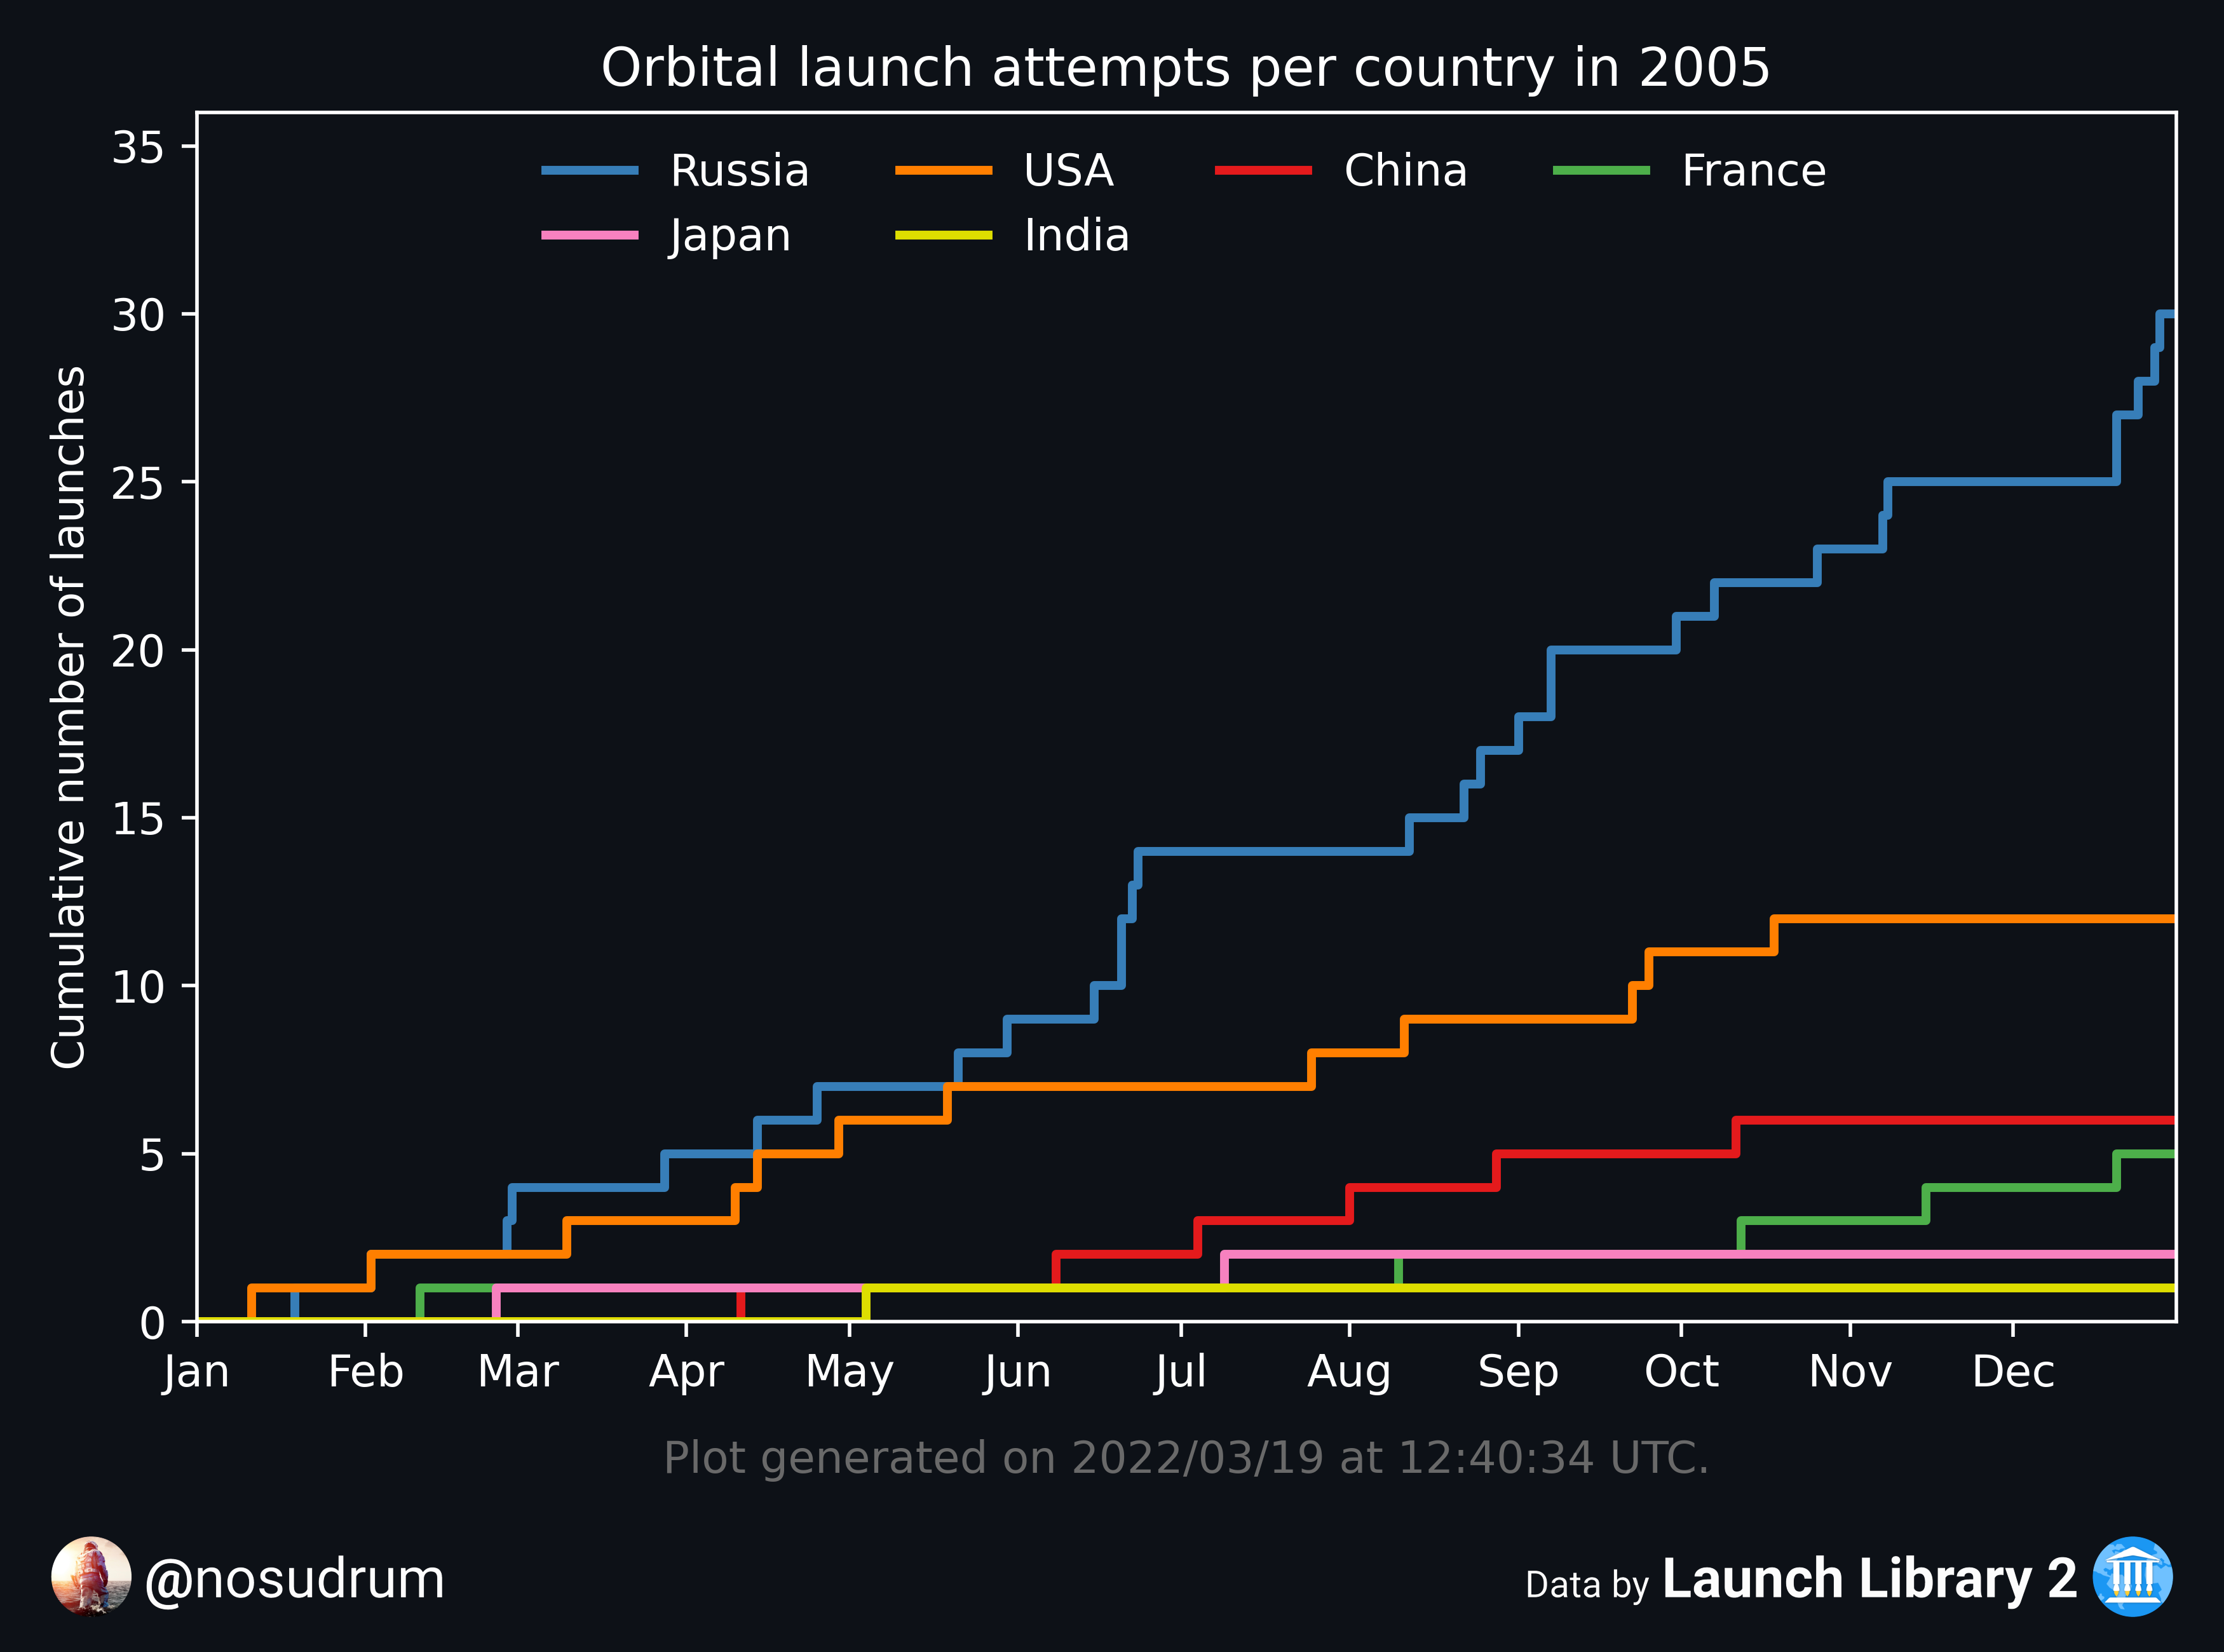 Orbital launch attempts per country in 2005
Russia USA China France
Japan India
Cumulative number of launches
35
30
25
20
15
10
5
0
Jan Feb Mar Apr May Jun Jul Aug Sep Oct Nov Dec
Plot generated on 2022/03/19 at 12:40:34 UTC.
@nosudrum
Data by Launch Library 2